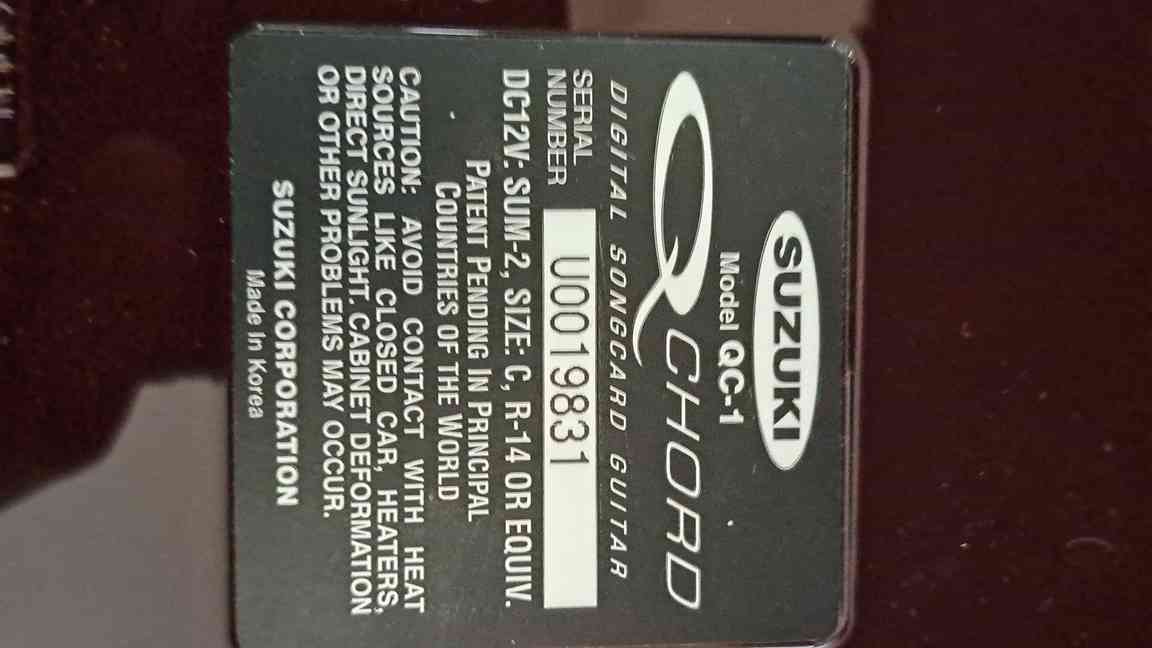 SUZUKI
Model QC-1
QCHORD
DIGITAL SONGCARD GUITAR
SERIAL
NUMBER U0019831
DC12V: SUM-2, SIZE: C, R-14 OR EQUIV.
PATENT PENDING IN PRINCIPAL
COUNTRIES OF THE WORLD
CAUTION: AVOID CONTACT WITH HEAT
SOURCES LIKE CLOSED CAR, HEATERS,
DIRECT SUNLIGHT. CABINET DEFORMATION
OR OTHER PROBLEMS MAY OCCUR.
SUZUKI CORPORATION
Made In Korea